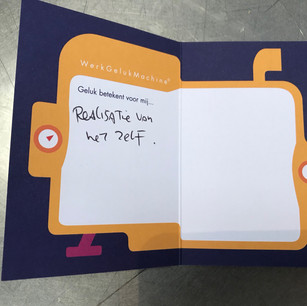 WerkGelukMachine®
Geluk betekent voor mij...
Realisatie van
het zelf.